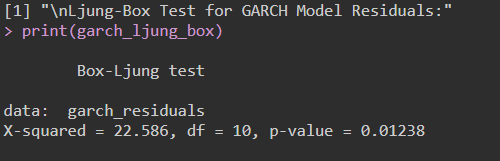 [1] "\nLjung-Box Test for GARCH Model Residuals:"
> print(garch_ljung_box)
Box-Ljung test
data:  garch_residuals
X-squared = 22.586, df = 10, p-value = 0.01238